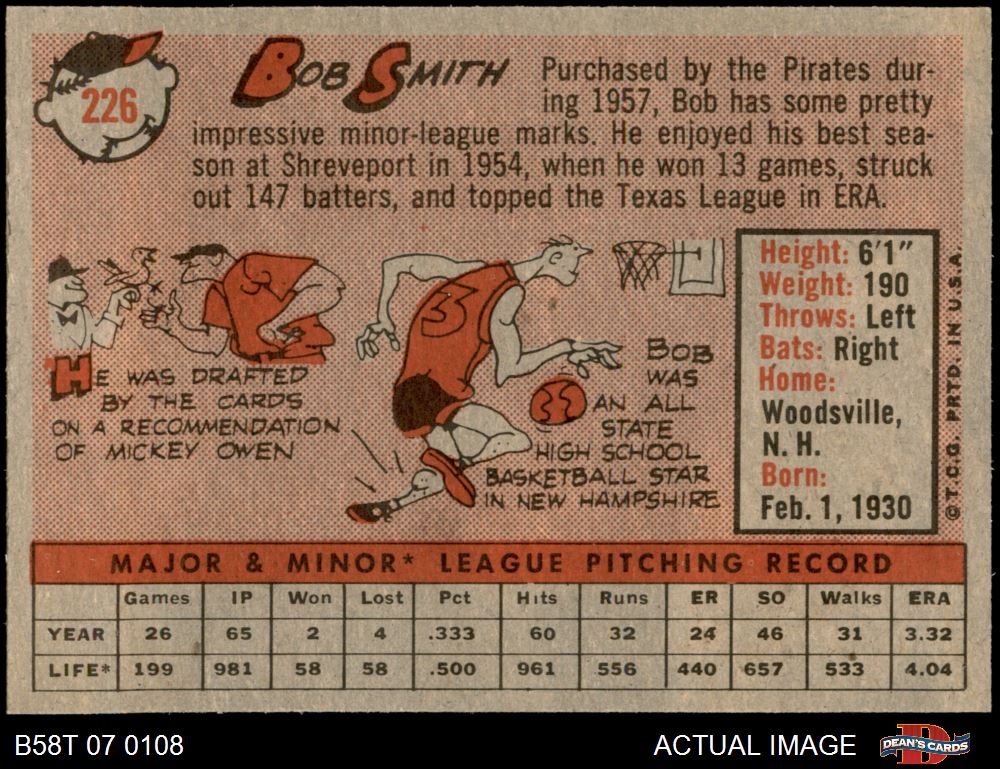 226
BOB SMITH
Purchased by the Pirates dur-
ing 1957, Bob has some pretty
impressive minor-league marks. He enjoyed his best sea-
son at Shreveport in 1954, when he won 13 games, struck
out 147 batters, and topped the Texas League in ERA.
HE WAS DRAFTED
BY THE CARDS
ON A RECOMMENDATION
OF MICKEY OWEN
3
BOB
WAS
AN ALL
STATE
HIGH SCHOOL
BASKETBALL STAR
IN NEW HAMPSHIRE
Height: 6'1"
Weight: 190
Throws: Left
Bats: Right
Home:
Woodsville,
N. H.
Born:
Feb. 1, 1930
© T.C.G. PRTD. IN U.S.A.
MAJOR & MINOR* LEAGUE PITCHING RECORD
Games IP Won Lost Pct Hits Runs ER SO Walks ERA
YEAR 26 65 2 4 .333 60 32 24 46 31 3.32
LIFE* 199 981 58 58 .500 961 556 440 657 533 4.04
B58T 07 0108
ACTUAL IMAGE
DEAN'S CARDS